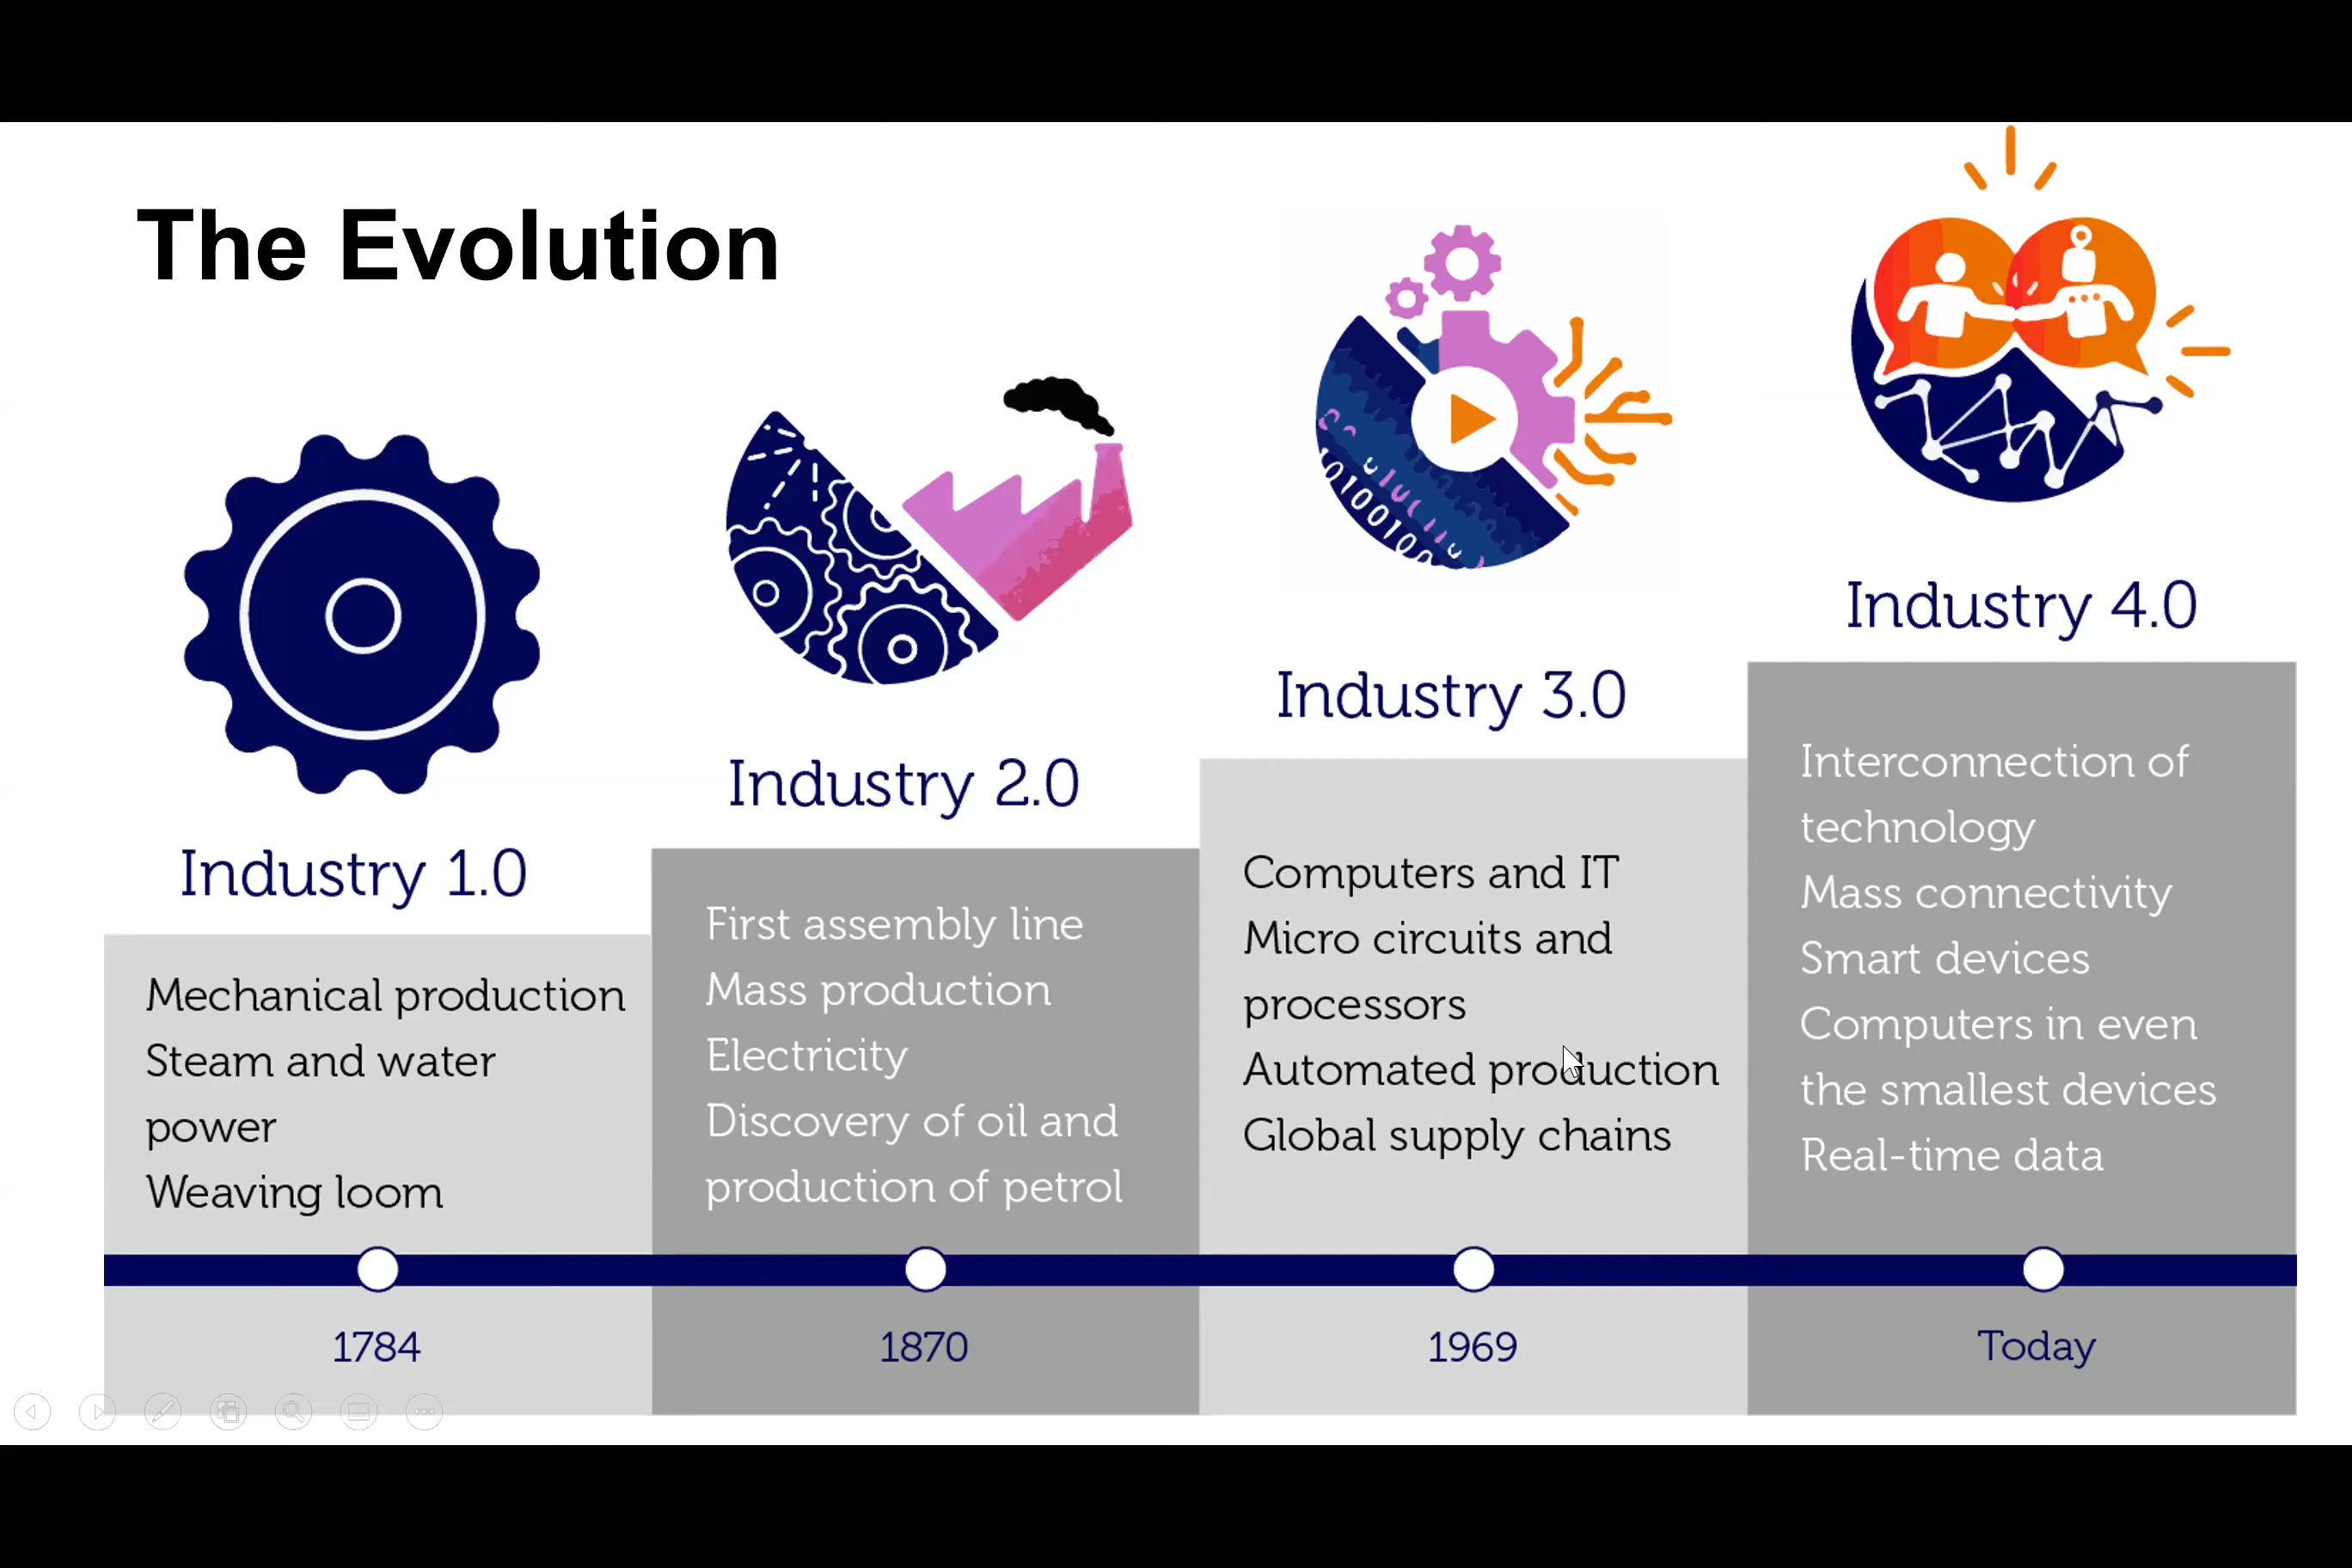 The Evolution
Industry 1.0
Mechanical production
Steam and water
power
Weaving loom
1784
Industry 2.0
First assembly line
Mass production
Electricity
Discovery of oil and
production of petrol
1870
Industry 3.0
Computers and IT
Micro circuits and
processors
Automated production
Global supply chains
1969
Industry 4.0
Interconnection of
technology
Mass connectivity
Smart devices
Computers in even
the smallest devices
Real-time data
Today